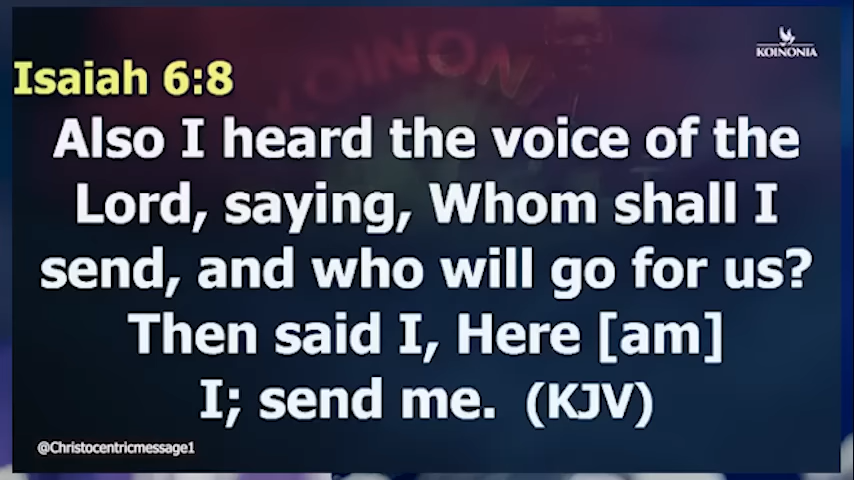 KOINONIA
KOINONI
Isaiah 6:8
Also I heard the voice of the
Lord, saying, Whom shall I
send, and who will go for us?
Then said I, Here [am]
I; send me. (KJV)
@Christocentricmessage1